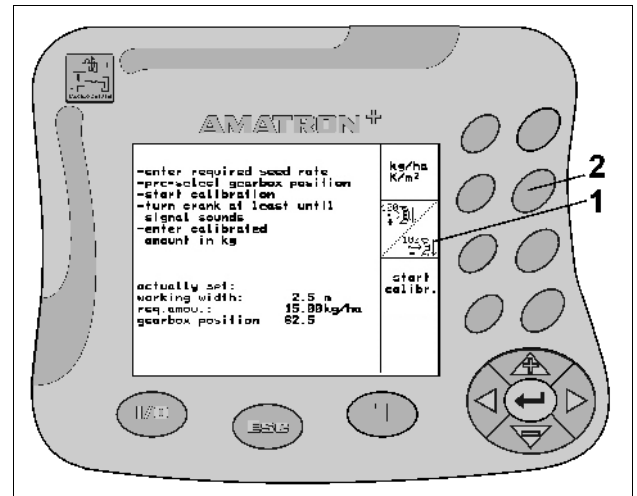 AMATRON+
-enter required seed rate
-pre-select gearbox position
-start calibration
-turn crank at least until
signal sounds
-enter calibrated
amount in kg
actually set:
working width: 2.5 m
req.amou.: 15.00kg/ha
gearbox position 62.5
kg/ha
K/m²
start
calibr.
2
1
ESC